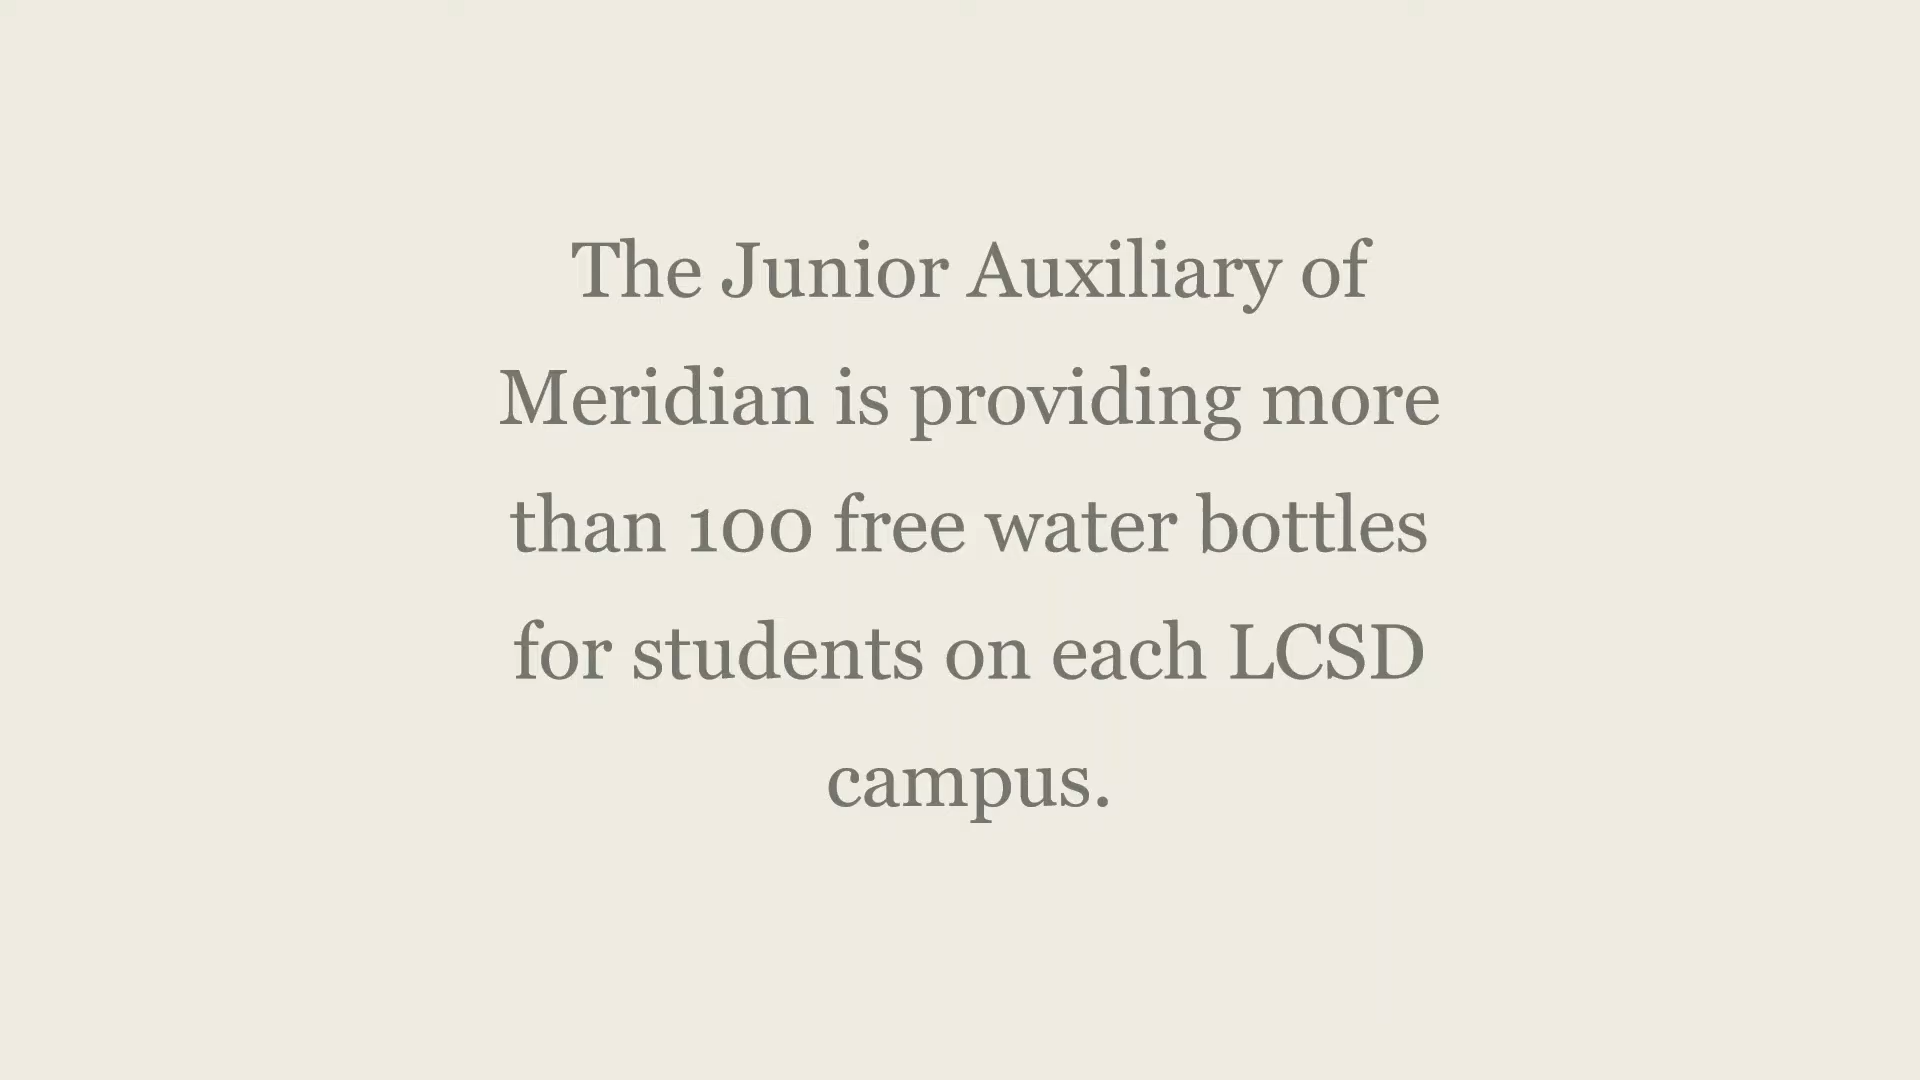 The Junior Auxiliary of
Meridian is providing more
than 100 free water bottles
for students on each LCSD
campus.